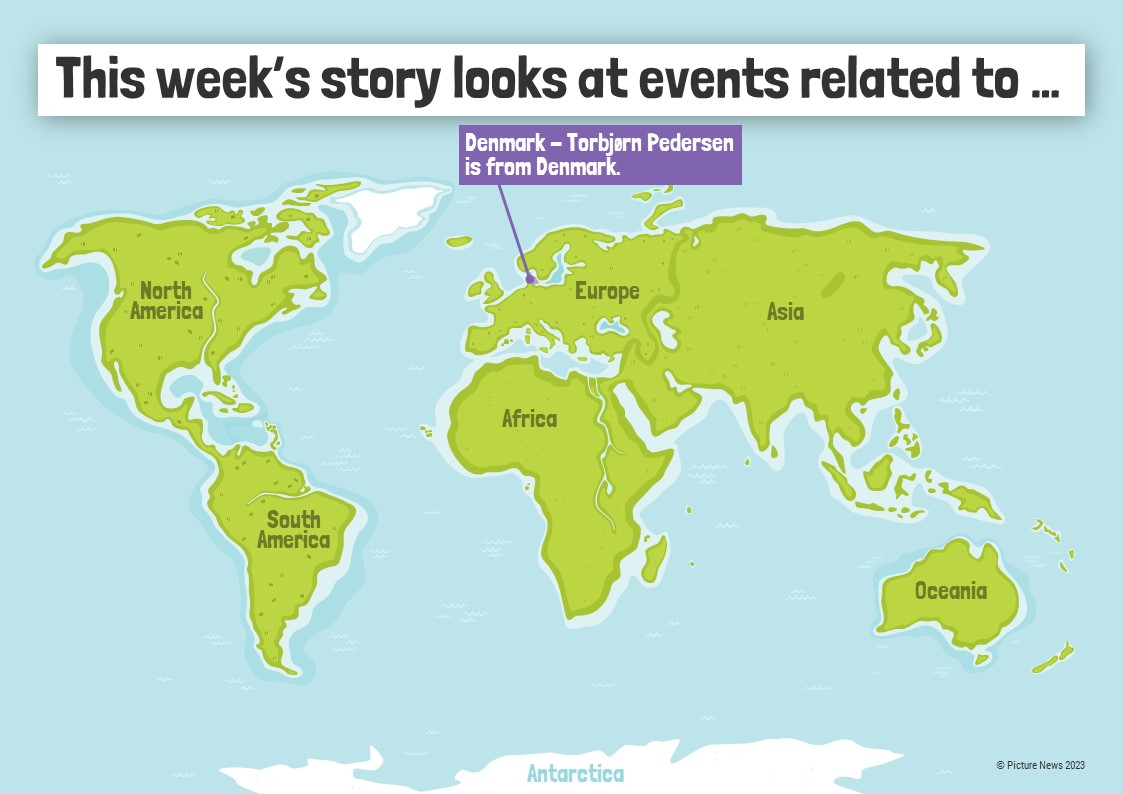 This week's story looks at events related to ...
Denmark – Torbjørn Pedersen
is from Denmark.
North
America
Europe
Asia
Africa
South
America
Oceania
Antarctica
© Picture News 2023